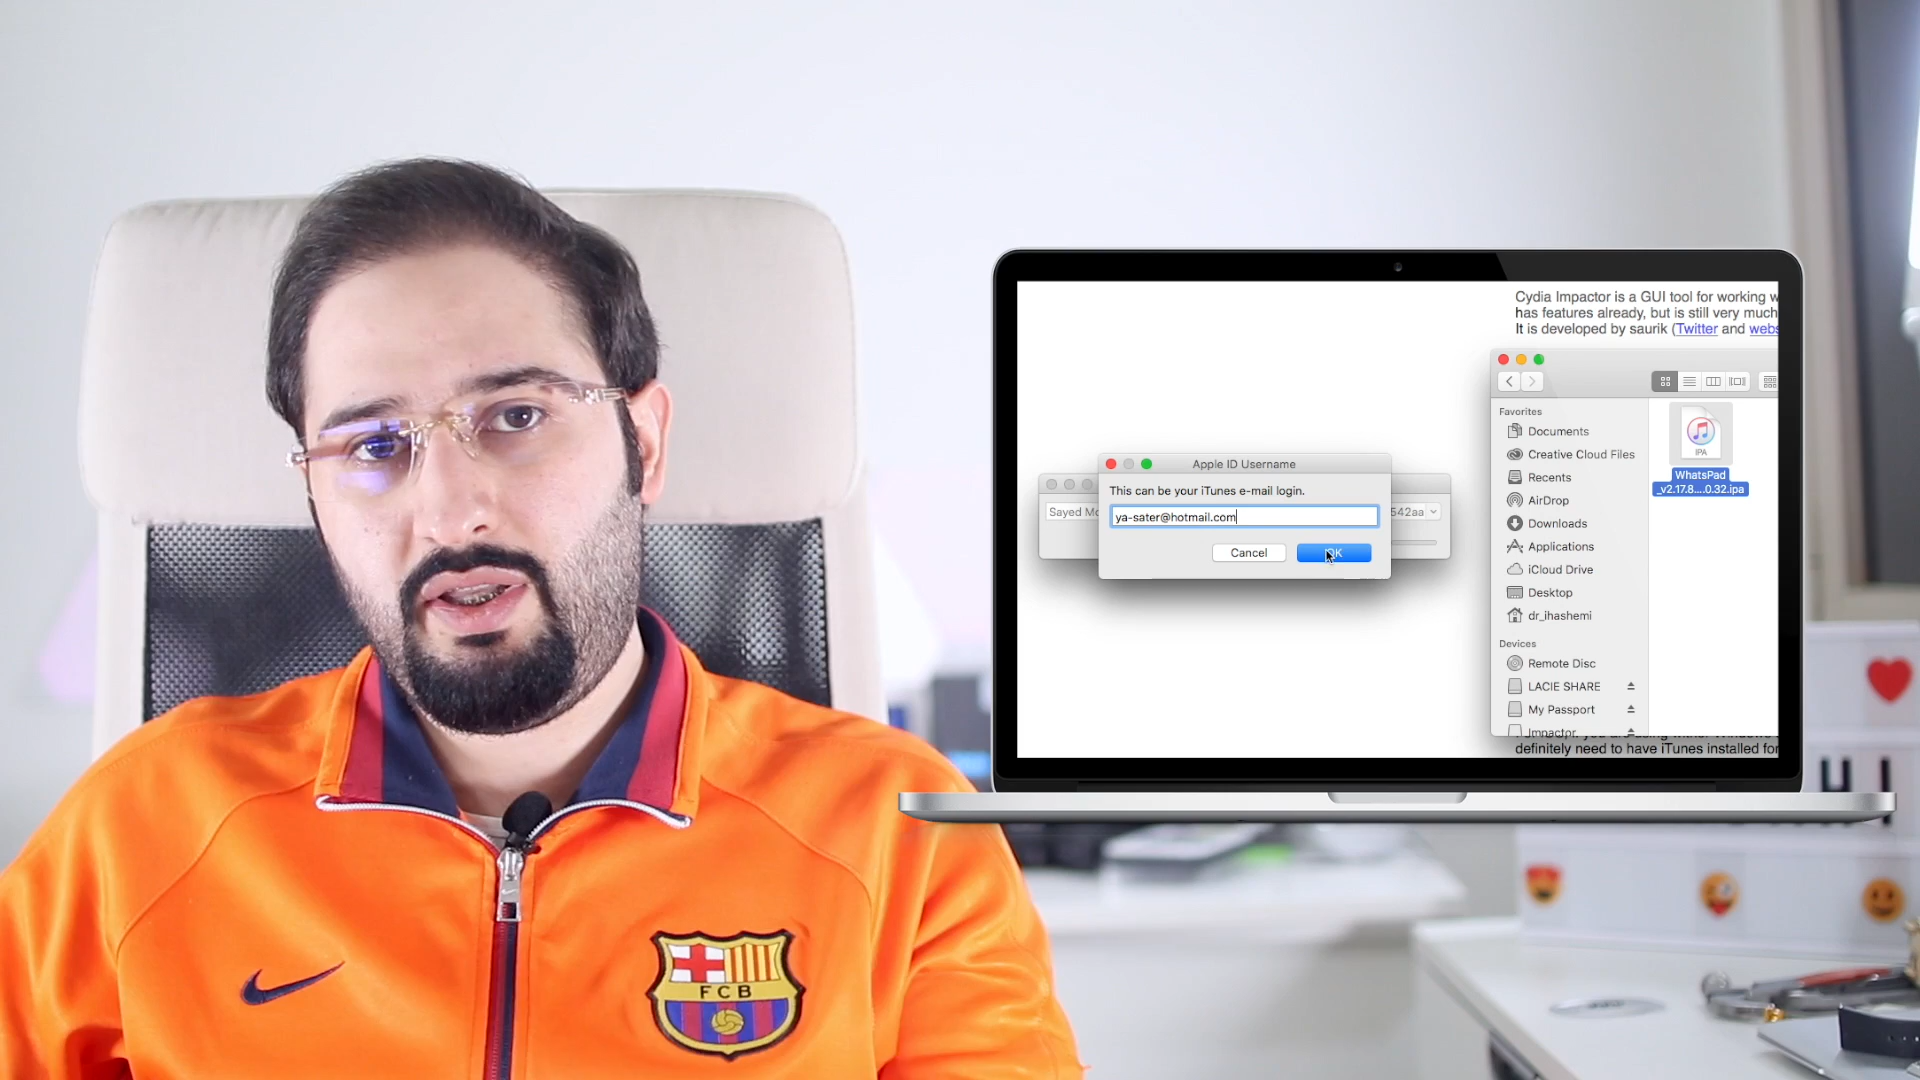 Cydia Impactor is a GUI tool for working w
has features already, but is still very much
It is developed by saurik (Twitter and webs
Favorites
Documents
Creative Cloud Files
Recents
AirDrop
Downloads
Applications
iCloud Drive
Desktop
dr_ihashemi
Devices
Remote Disc
LACIE SHARE
My Passport
Impactor
IPA
WhatsPad
_v2.17.8....0.32.ipa
Apple ID Username
This can be your iTunes e-mail login.
ya-sater@hotmail.com
Cancel
OK
Sayed Mo
542aa
definitely need to have iTunes installed for
FCB